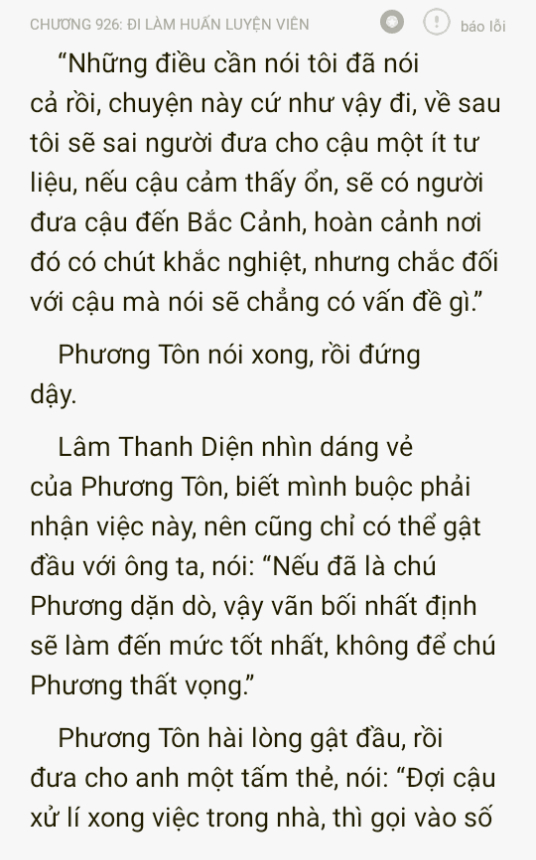 CHƯƠNG 926: ĐI LÀM HUẤN LUYỆN VIÊN
báo lỗi
“Những điều cần nói tôi đã nói
cả rồi, chuyện này cứ như vậy đi, về sau
tôi sẽ sai người đưa cho cậu một ít tư
liệu, nếu cậu cảm thấy ổn, sẽ có người
đưa cậu đến Bắc Cảnh, hoàn cảnh nơi
đó có chút khắc nghiệt, nhưng chắc đối
với cậu mà nói sẽ chẳng có vấn đề gì.”
Phương Tôn nói xong, rồi đứng
dậy.
Lâm Thanh Diện nhìn dáng vẻ
của Phương Tôn, biết mình buộc phải
nhận việc này, nên cũng chỉ có thể gật
đầu với ông ta, nói: “Nếu đã là chú
Phương dặn dò, vậy vãn bối nhất định
sẽ làm đến mức tốt nhất, không để chú
Phương thất vọng.”
Phương Tôn hài lòng gật đầu, rồi
đưa cho anh một tấm thẻ, nói: “Đợi cậu
xử lí xong việc trong nhà, thì gọi vào số